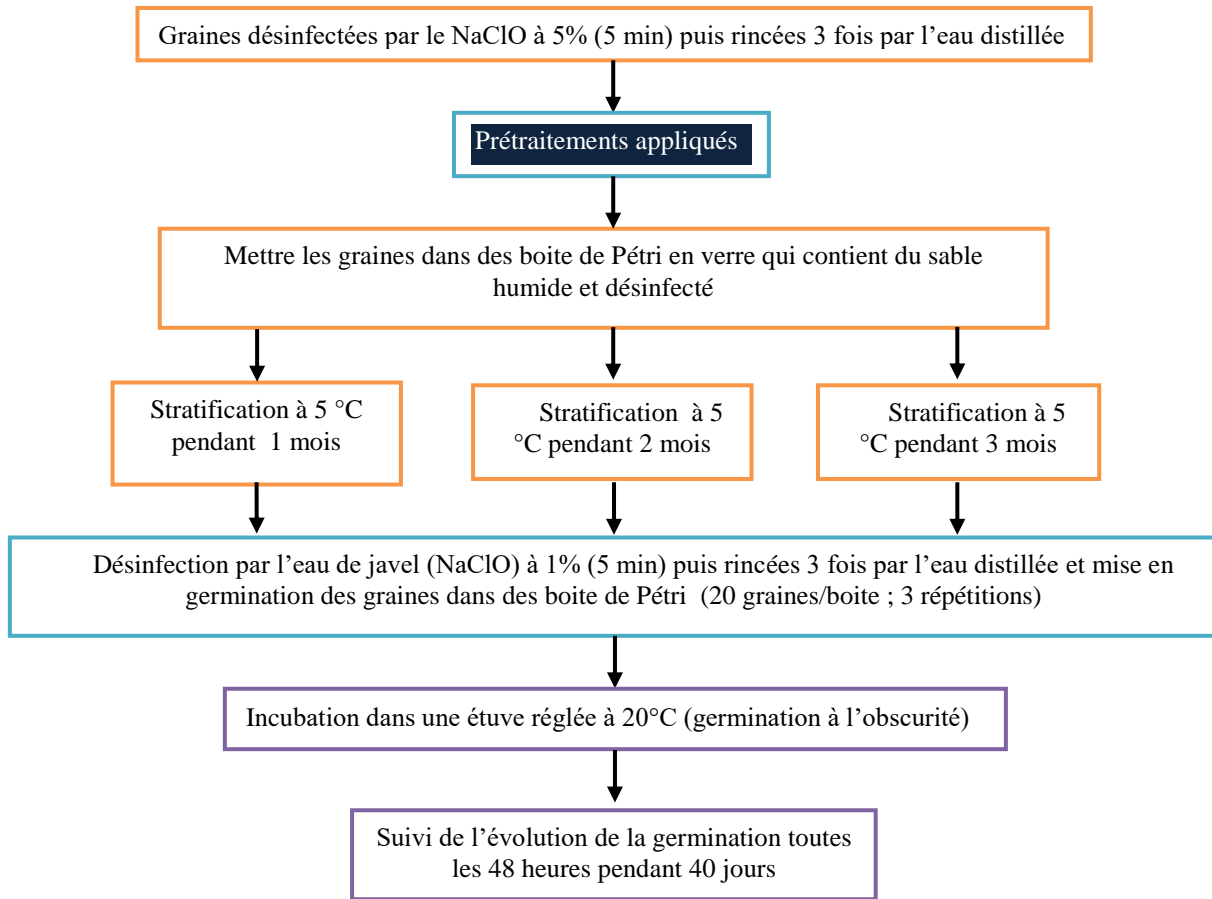 Graines désinfectées par le NaClO à 5% (5 min) puis rincées 3 fois par l’eau distillée
Prétraitements appliqués
Mettre les graines dans des boite de Pétri en verre qui contient du sable
humide et désinfecté
Stratification à 5 °C
pendant 1 mois
Stratification à 5
°C pendant 2 mois
Stratification à 5
°C pendant 3 mois
Désinfection par l’eau de javel (NaClO) à 1% (5 min) puis rincées 3 fois par l’eau distillée et mise en
germination des graines dans des boite de Pétri (20 graines/boite ; 3 répétitions)
Incubation dans une étuve réglée à 20°C (germination à l’obscurité)
Suivi de l’évolution de la germination toutes
les 48 heures pendant 40 jours